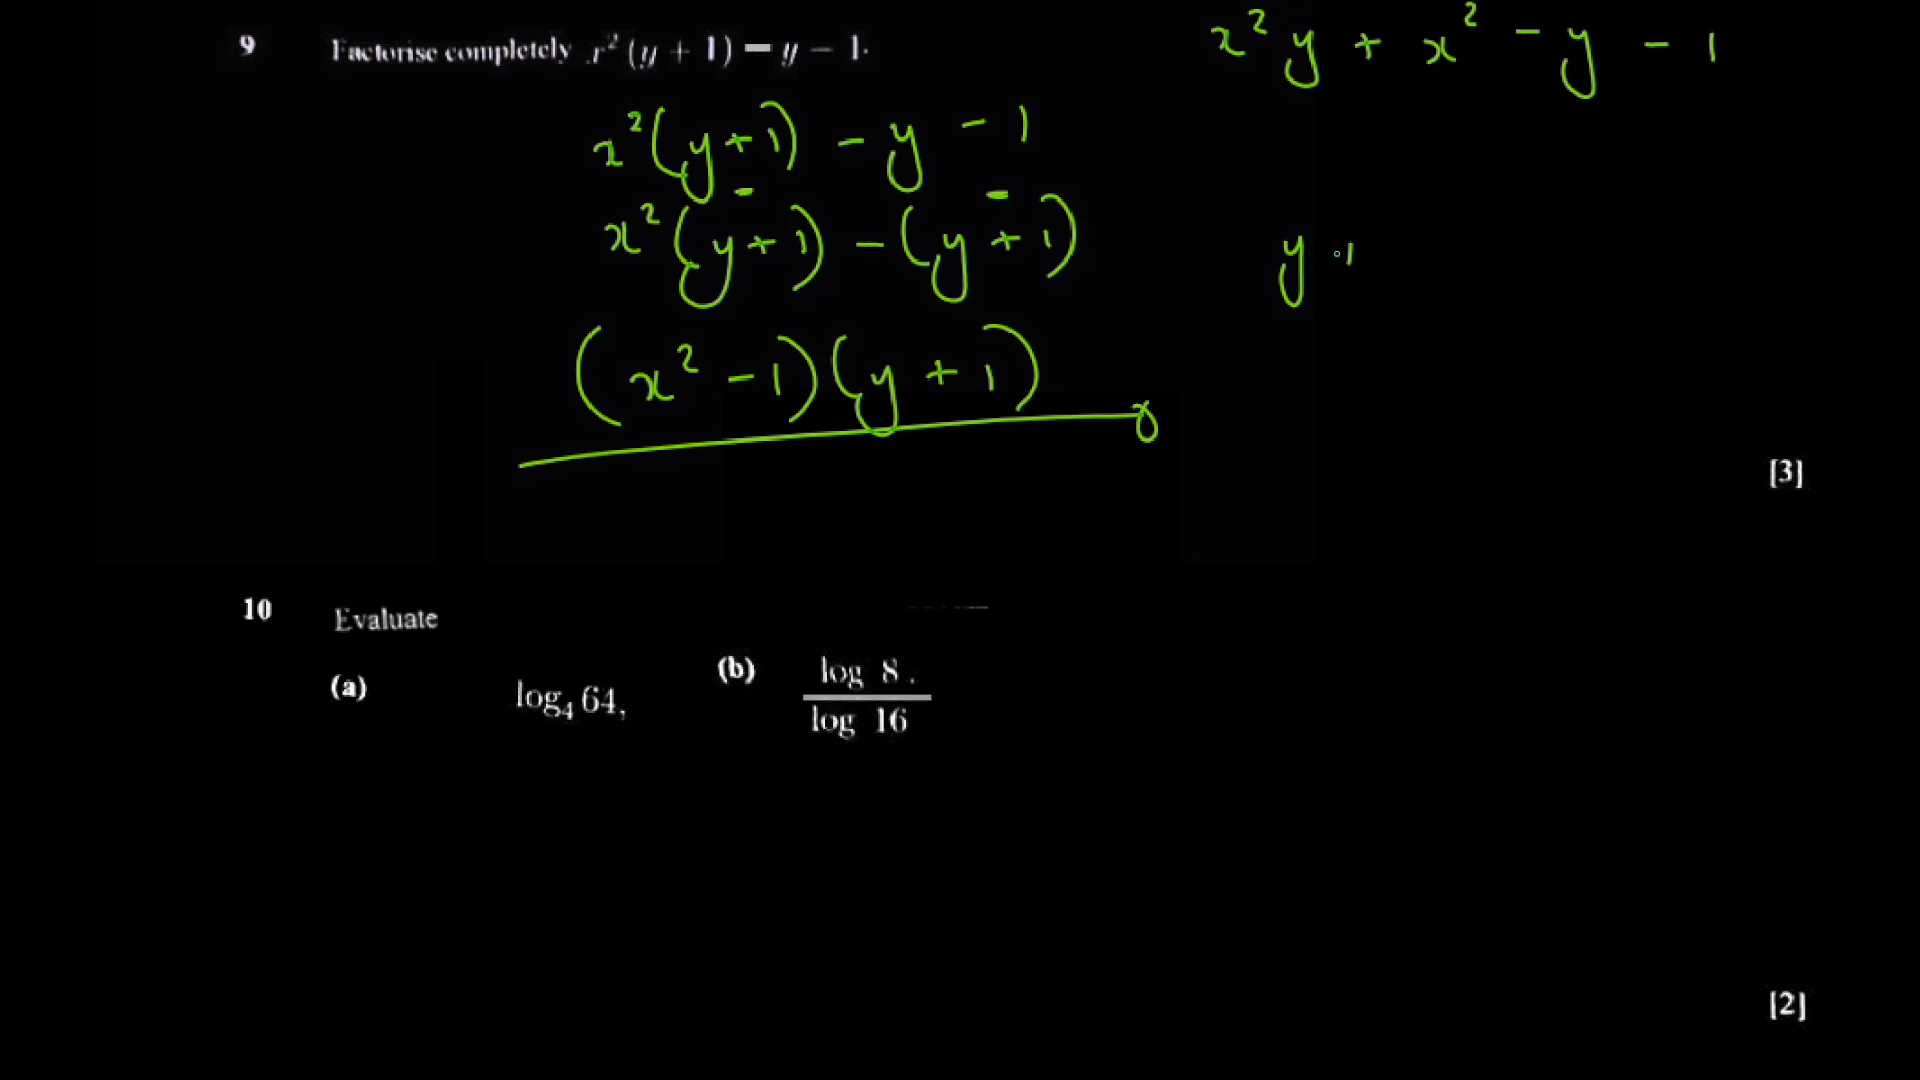 9 Factorise completely x² (y + 1) − y − 1.
x²y + x² − y − 1
x²(y+1) − y − 1
x²(y+1) − (y+1)
y · 1
(x² − 1)(y + 1)
[3]
10 Evaluate
(a) log₄ 64,
(b) log 8 .
log 16
[2]